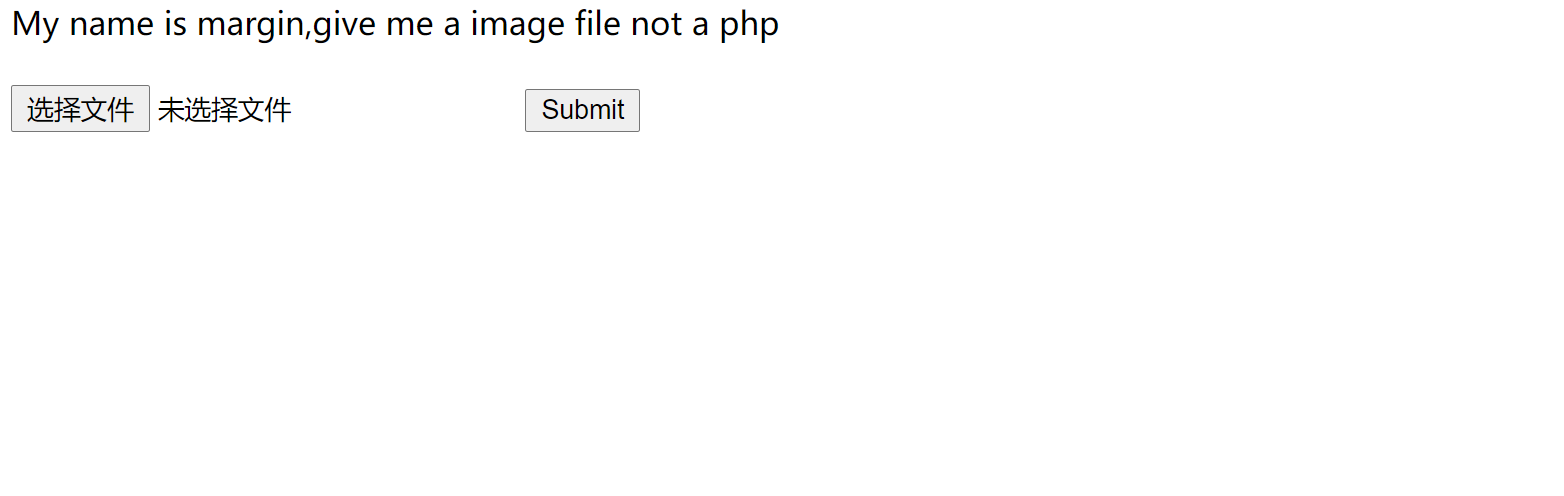 My name is margin,give me a image file not a php
选择文件 未选择文件 Submit